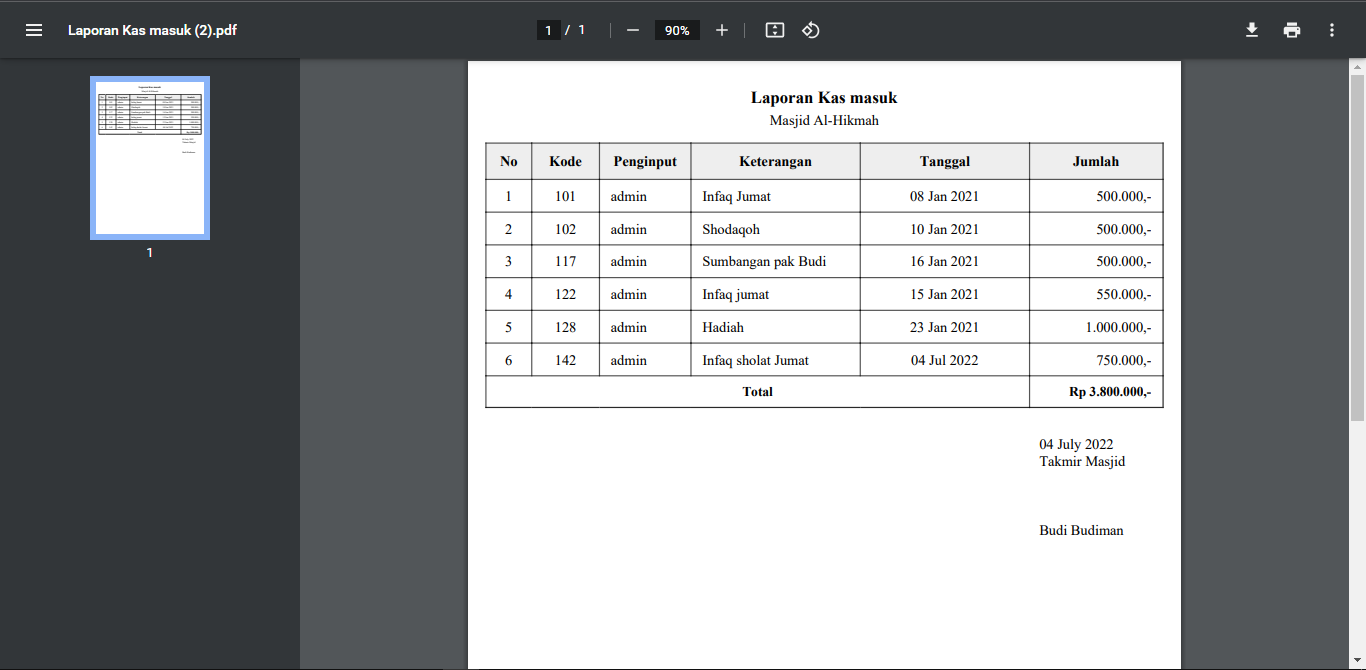 Laporan Kas masuk (2).pdf
1 / 1
90%
1
Laporan Kas masuk
Masjid Al-Hikmah
No Kode Penginput Keterangan Tanggal Jumlah
1 101 admin Infaq Jumat 08 Jan 2021 500.000,-
2 102 admin Shodaqoh 10 Jan 2021 500.000,-
3 117 admin Sumbangan pak Budi 16 Jan 2021 500.000,-
4 122 admin Infaq jumat 15 Jan 2021 550.000,-
5 128 admin Hadiah 23 Jan 2021 1.000.000,-
6 142 admin Infaq sholat Jumat 04 Jul 2022 750.000,-
Total Rp 3.800.000,-
04 July 2022
Takmir Masjid
Budi Budiman